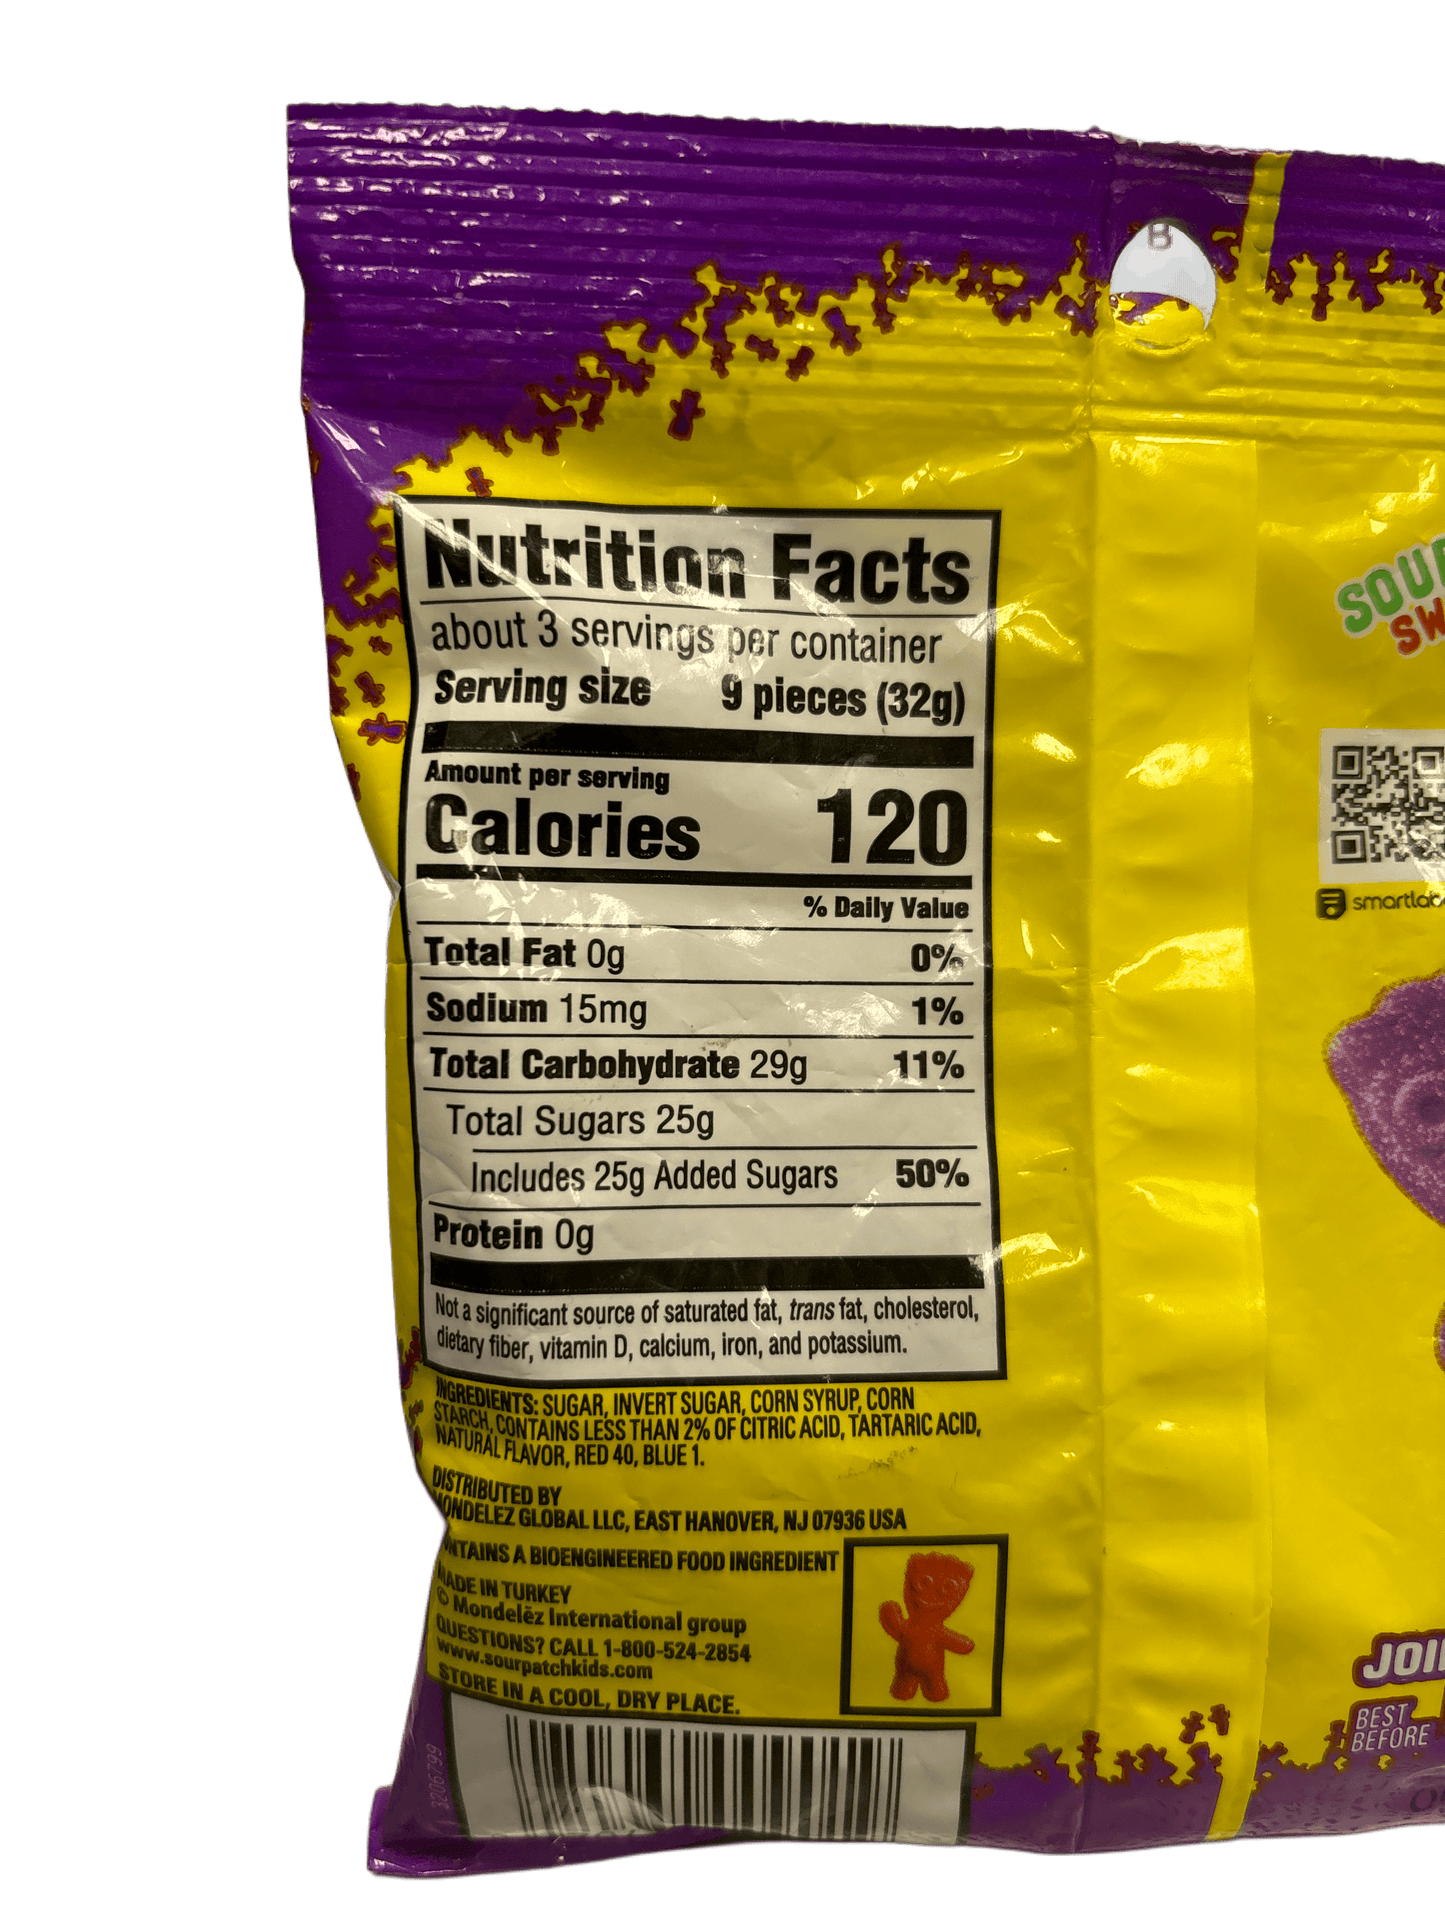 B
Nutrition Facts
about 3 servings per container
Serving size 9 pieces (32g)
Amount per serving
Calories 120
% Daily Value
Total Fat 0g 0%
Sodium 15mg 1%
Total Carbohydrate 29g 11%
Total Sugars 25g
Includes 25g Added Sugars 50%
Protein 0g
Not a significant source of saturated fat, trans fat, cholesterol,
dietary fiber, vitamin D, calcium, iron, and potassium.
INGREDIENTS: SUGAR, INVERT SUGAR, CORN SYRUP, CORN
STARCH, CONTAINS LESS THAN 2% OF CITRIC ACID, TARTARIC ACID,
NATURAL FLAVOR, RED 40, BLUE 1.
DISTRIBUTED BY
MONDELEZ GLOBAL LLC, EAST HANOVER, NJ 07936 USA
CONTAINS A BIOENGINEERED FOOD INGREDIENT
MADE IN TURKEY
© Mondelēz International group
QUESTIONS? CALL 1-800-524-2854
www.sourpatchkids.com
STORE IN A COOL, DRY PLACE.
3206799
SOU
SW
smartlab
JOI
BEST
BEFORE